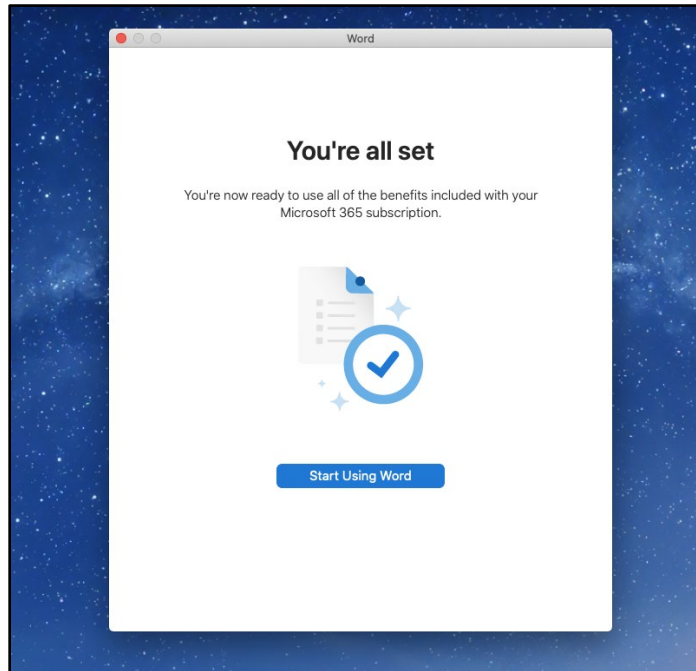 Word
You're all set
You're now ready to use all of the benefits included with your
Microsoft 365 subscription.
Start Using Word